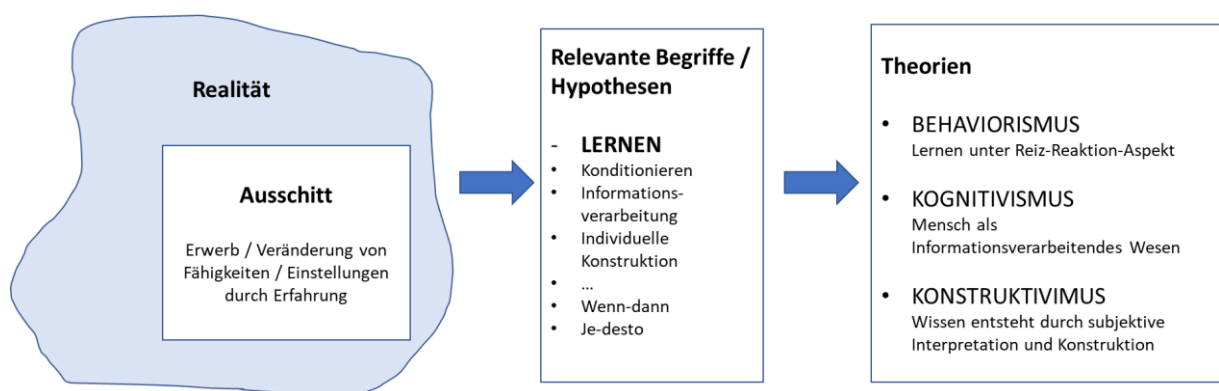 Realität
Ausschitt
Erwerb / Veränderung von
Fähigkeiten / Einstellungen
durch Erfahrung
Relevante Begriffe /
Hypothesen
- LERNEN
• Konditionieren
• Informations-
verarbeitung
• Individuelle
Konstruktion
• ...
• Wenn-dann
• Je-desto
Theorien
• BEHAVIORISMUS
Lernen unter Reiz-Reaktion-Aspekt
• KOGNITIVISMUS
Mensch als
Informationsverarbeitendes Wesen
• KONSTRUKTIVIMUS
Wissen entsteht durch subjektive
Interpretation und Konstruktion